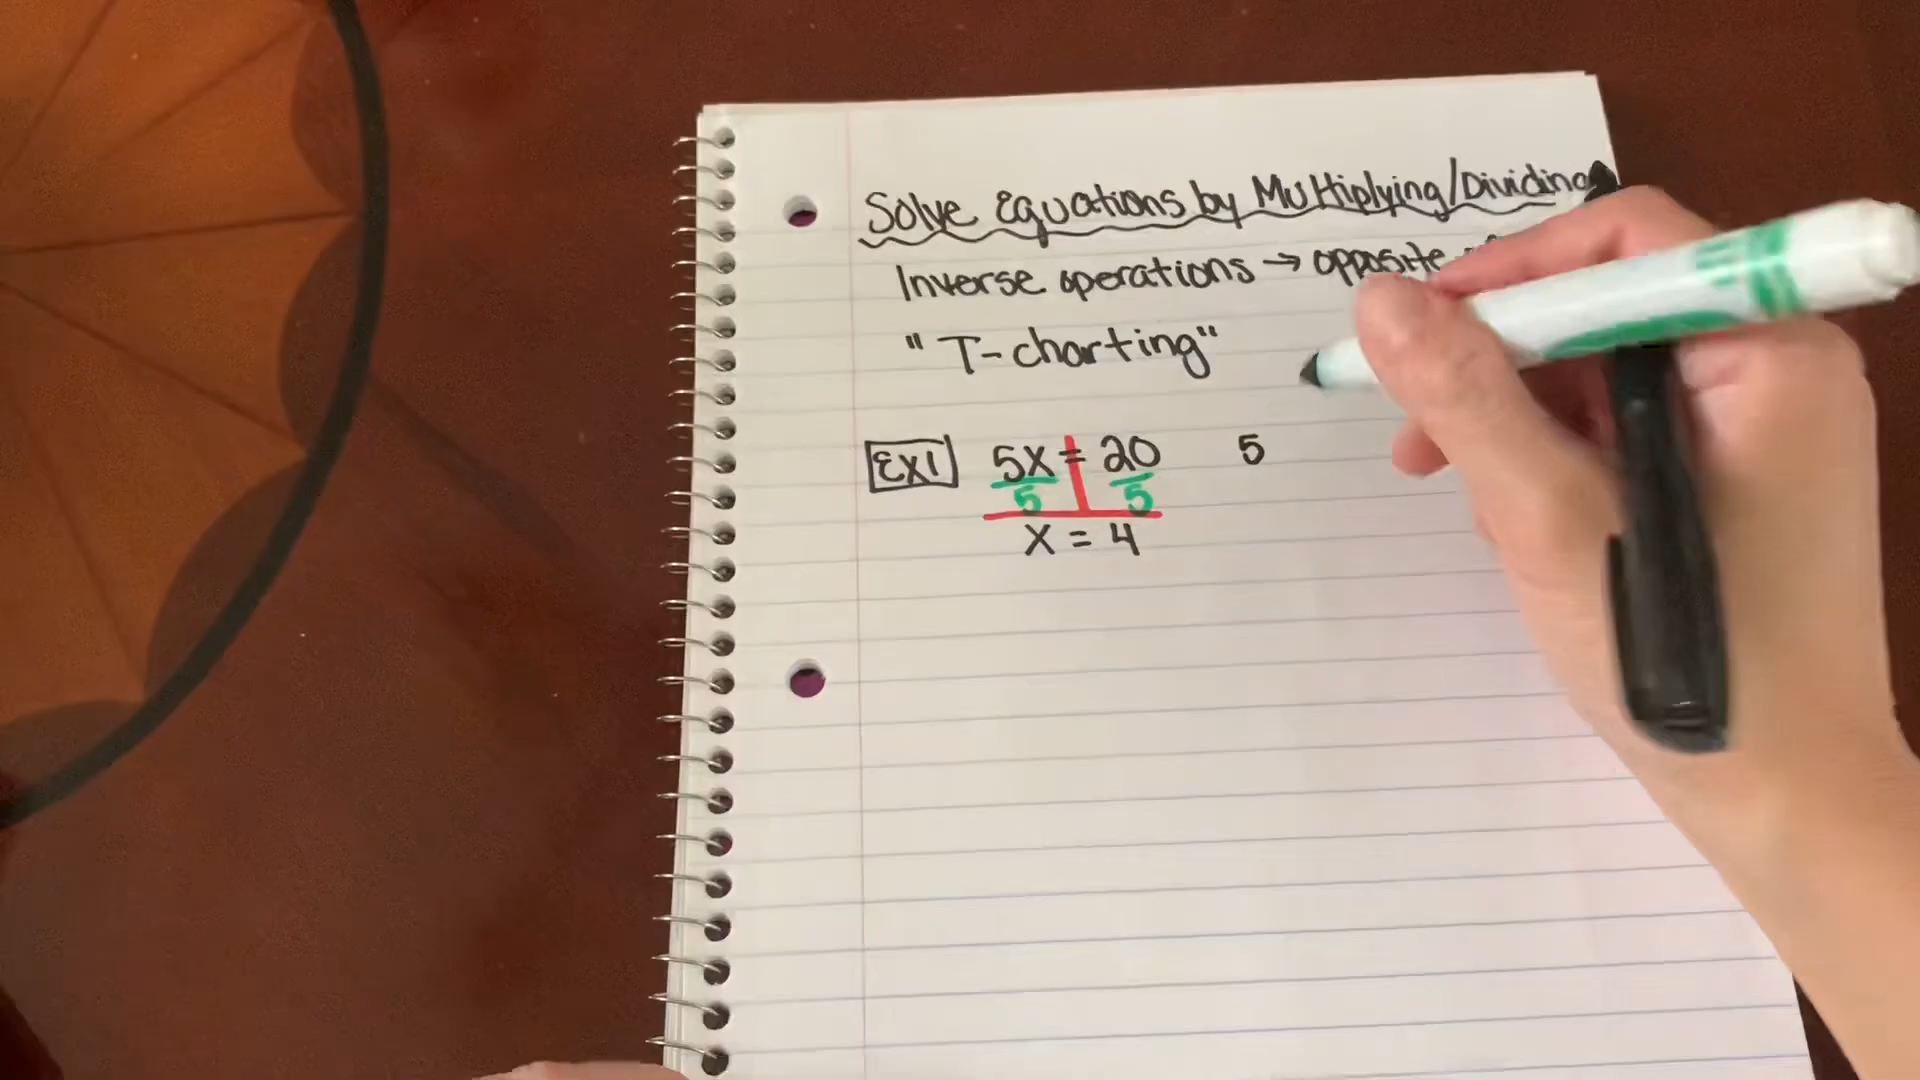 Solve Equations by Multiplying/Dividing
Inverse operations → opposite
"T-charting"
EX1 5x = 20 5
5 5
x = 4